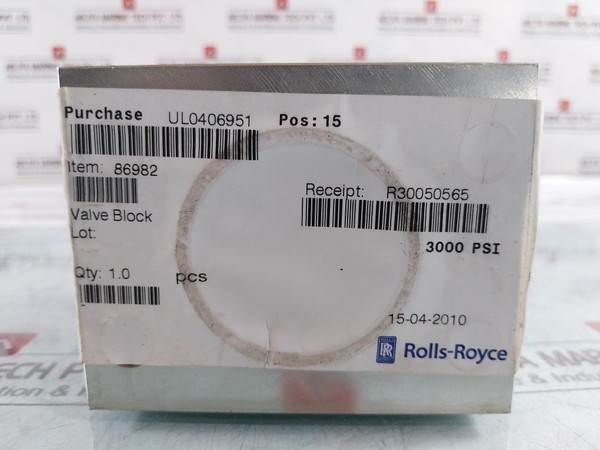 Purchase UL0406951 Pos: 15
Item: 86982
Receipt: R30050565
Valve Block
Lot:
3000 PSI
Qty: 1.0 pcs
15-04-2010
RR Rolls-Royce